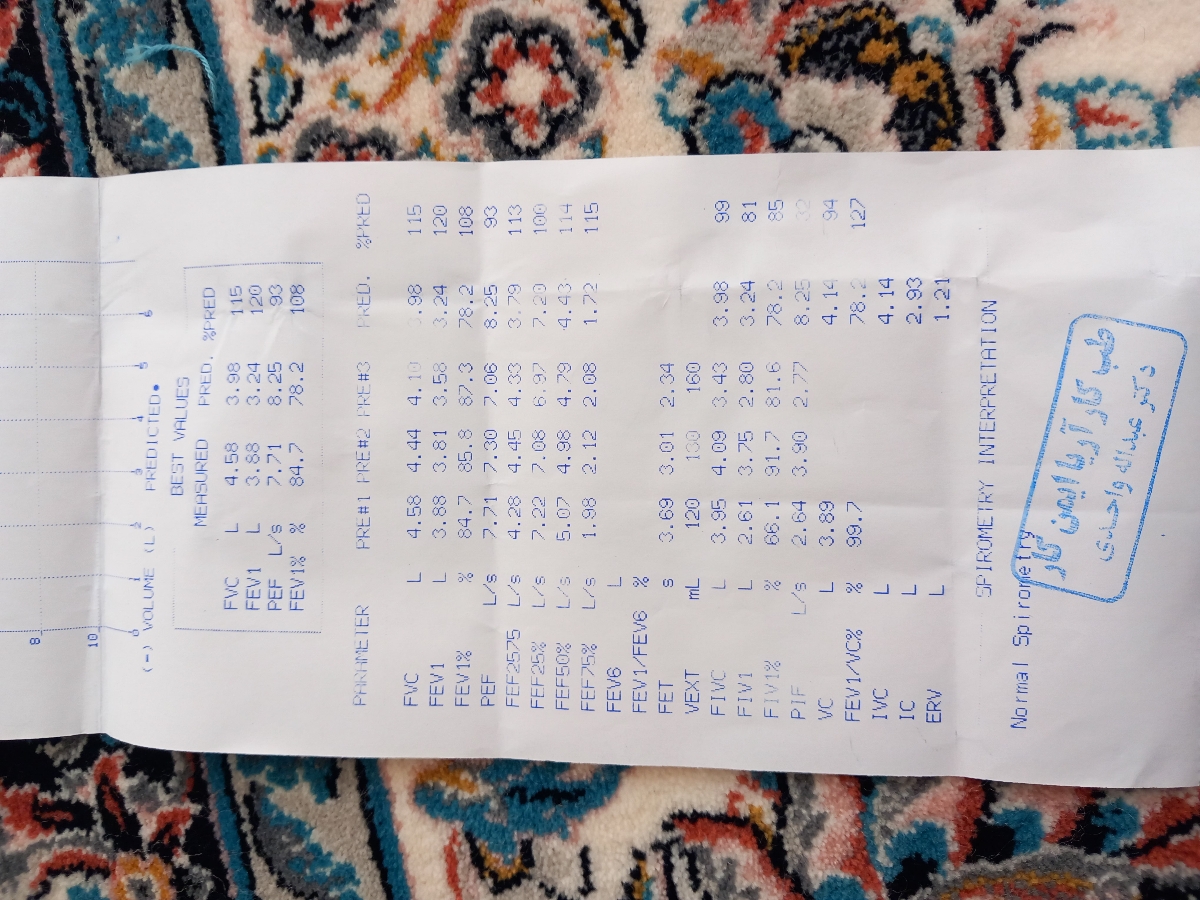 8
10
0 1 2 3 4 5 6
(-) VOLUME (L) PREDICTED•
BEST VALUES
MEASURED PRED. %PRED
FVC L 4.58 3.98 115
FEV1 L 3.88 3.24 120
PEF L/s 7.71 8.25 93
FEV1% % 84.7 78.2 108
PARAMETER PRE#1 PRE#2 PRE#3 PRED. %PRED
FVC L 4.58 4.44 4.10 3.98 115
FEV1 L 3.88 3.81 3.58 3.24 120
FEV1% % 84.7 85.8 87.3 78.2 108
PEF L/s 7.71 7.30 7.06 8.25 93
FEF2575 L/s 4.28 4.45 4.33 3.79 113
FEF25% L/s 7.22 7.08 6.97 7.29 100
FEF50% L/s 5.07 4.98 4.79 4.43 114
FEF75% L/s 1.98 2.12 2.08 1.72 115
FEV6 L
FEV1/FEV6 %
FET s 3.69 3.01 2.34
VEXT mL 120 130 160
FIVC L 3.95 4.09 3.43 3.98 99
FIV1 L 2.61 3.75 2.80 3.24 81
FIV1% % 66.1 91.7 81.6 78.2 85
PIF L/s 2.64 3.90 2.77 8.25 32
VC L 3.89 4.14 94
FEV1/VC% % 99.7 78.2 127
IVC L 4.14
IC L 2.93
ERV L 1.21
SPIROMETRY INTERPRETATION
Normal Spirometry
طب کار آریا ایمن کار
دکتر عبدالله واحدی